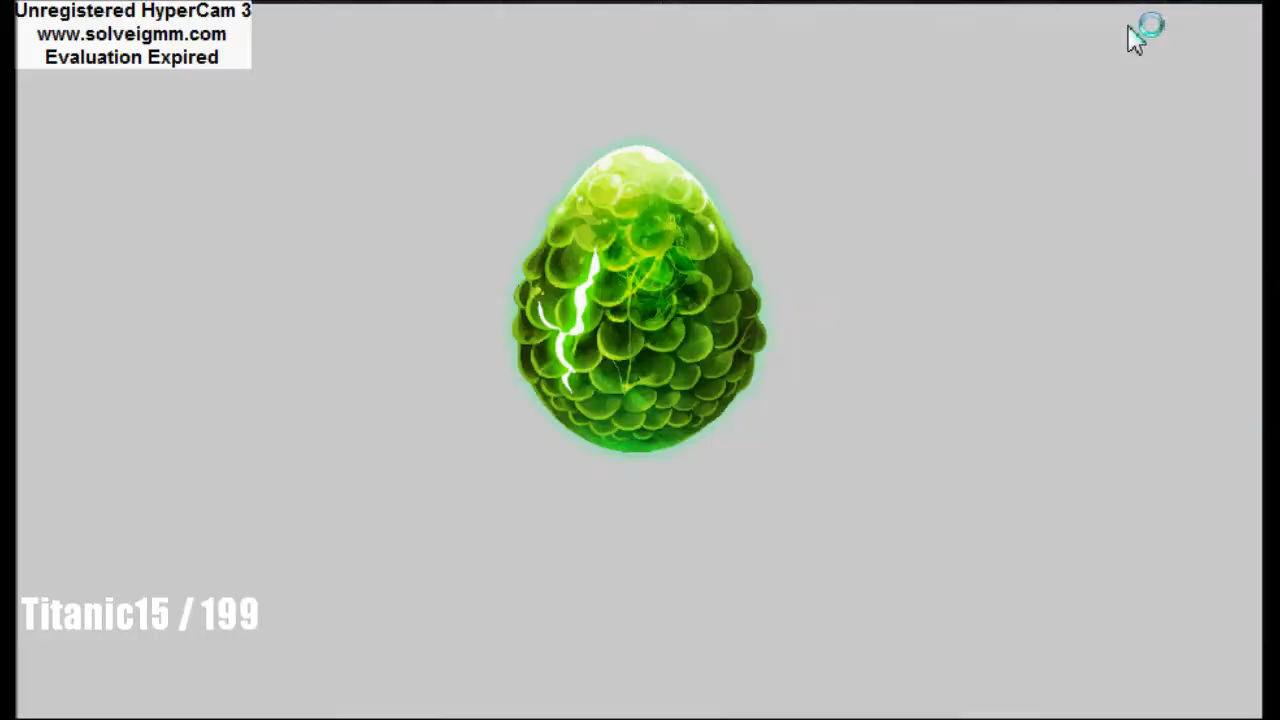 Unregistered HyperCam 3
www.solveigmm.com
Evaluation Expired
Titanic15 / 199